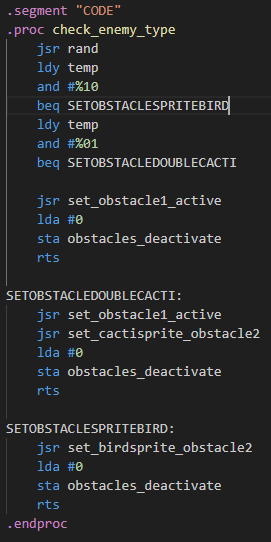 .segment "CODE"
.proc check_enemy_type
jsr rand
ldy temp
and #%10
beq SETOBSTACLESPRITEBIRD
ldy temp
and #%01
beq SETOBSTACLEDOUBLECACTI
jsr set_obstacle1_active
lda #0
sta obstacles_deactivate
rts
SETOBSTACLEDOUBLECACTI:
jsr set_obstacle1_active
jsr set_cactisprite_obstacle2
lda #0
sta obstacles_deactivate
rts
SETOBSTACLESPRITEBIRD:
jsr set_birdsprite_obstacle2
lda #0
sta obstacles_deactivate
rts
.endproc